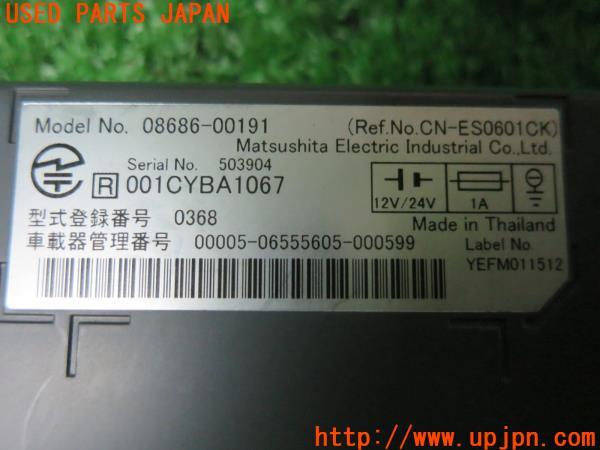 USED PARTS JAPAN
Model No. 08686-00191 (Ref.No.CN-ES0601CK)
Matsushita Electric Industrial Co.,Ltd.
Serial No. 503904
R 001CYBA1067
12V/24V 1A
型式登録番号 0368
Made in Thailand
車載器管理番号 00005-06555605-000599
Label No.
YEFM011512
UPJ
http://www.upjpn.com/